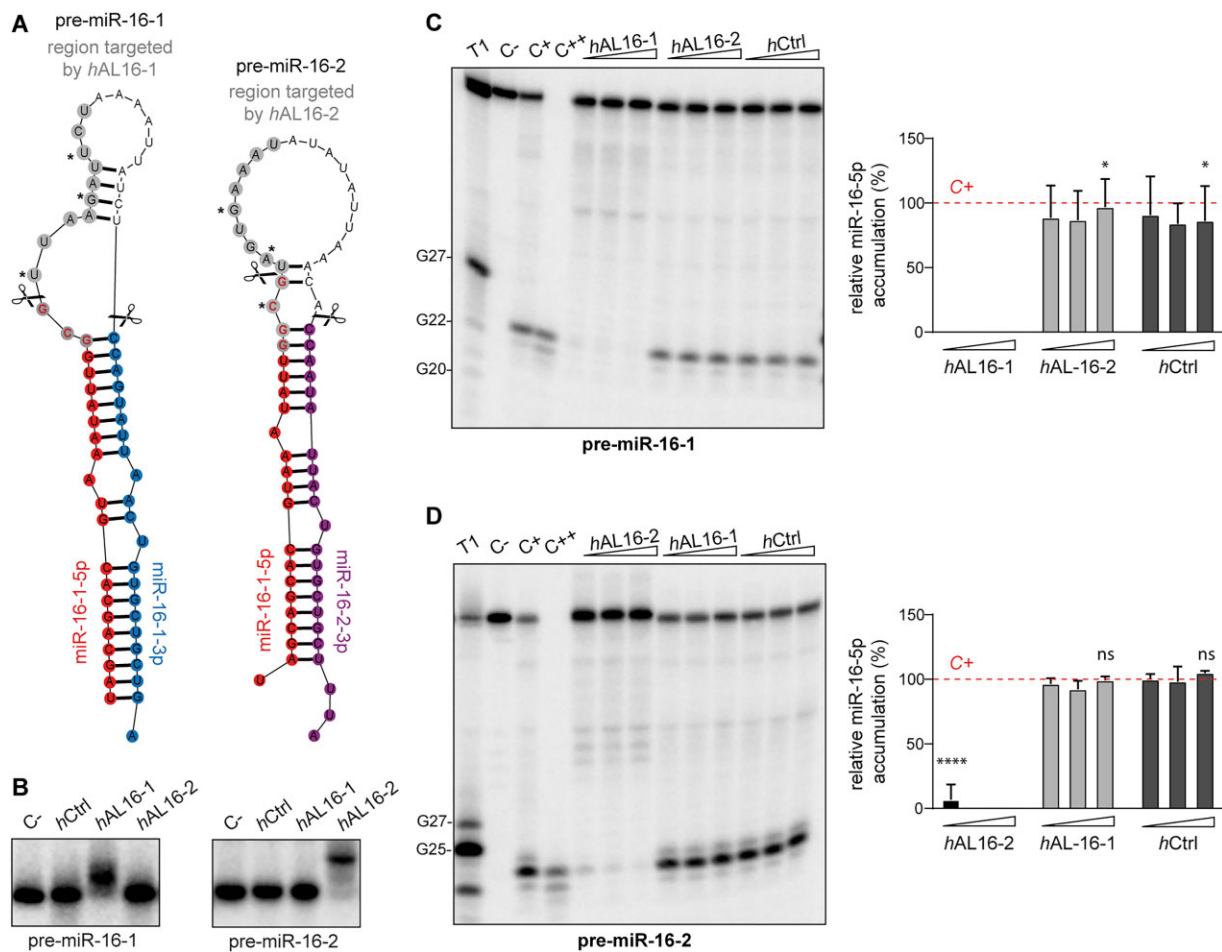 A
pre-miR-16-1
region targeted
by hAL16-1
pre-miR-16-2
region targeted
by hAL16-2
miR-16-1-5p
miR-16-1-3p
miR-16-1-5p
miR-16-2-3p
B
C- hCtrl hAL16-1 hAL16-2
pre-miR-16-1
C- hCtrl hAL16-1 hAL16-2
pre-miR-16-2
C
T1 C- C+ C++ hAL16-1 hAL16-2 hCtrl
G27
G22
G20
pre-miR-16-1
relative miR-16-5p
accumulation (%)
150
100
50
0
C+
* *
hAL16-1 hAL-16-2 hCtrl
D
T1 C- C+ C++ hAL16-2 hAL16-1 hCtrl
G27
G25
pre-miR-16-2
relative miR-16-5p
accumulation (%)
150
100
50
0
C+
**** ns ns
hAL16-2 hAL-16-1 hCtrl